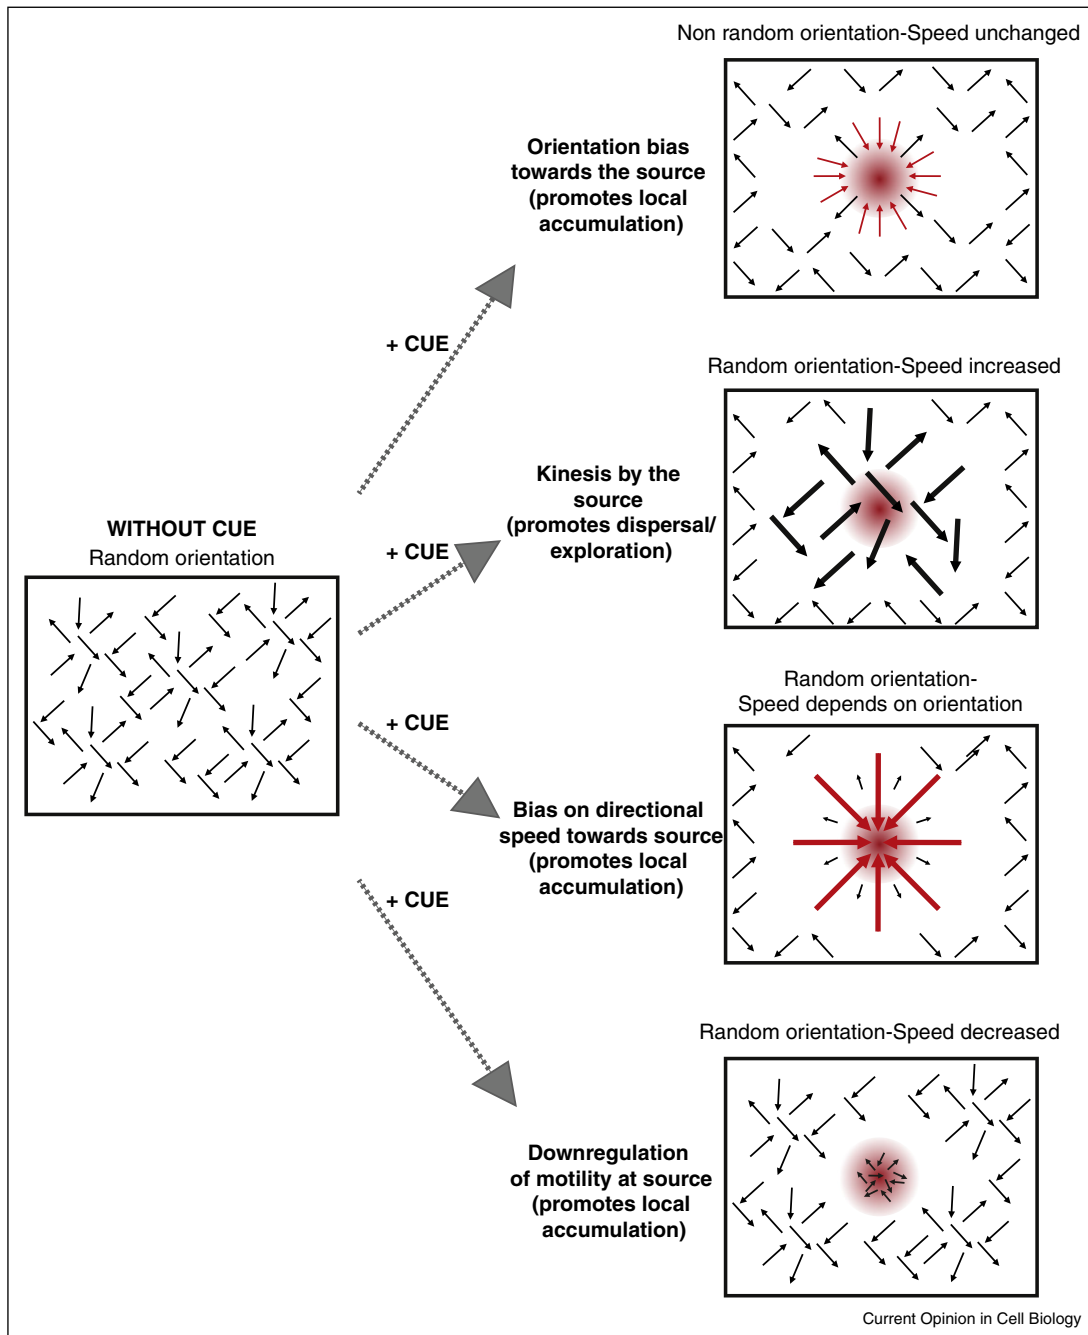 Non random orientation-Speed unchanged
Orientation bias
towards the source
(promotes local
accumulation)
+ CUE
Random orientation-Speed increased
Kinesis by the
source
(promotes dispersal/
exploration)
+ CUE
WITHOUT CUE
Random orientation
Random orientation-
Speed depends on orientation
+ CUE
Bias on directional
speed towards source
(promotes local
accumulation)
+ CUE
Random orientation-Speed decreased
Downregulation
of motility at source
(promotes local
accumulation)
Current Opinion in Cell Biology